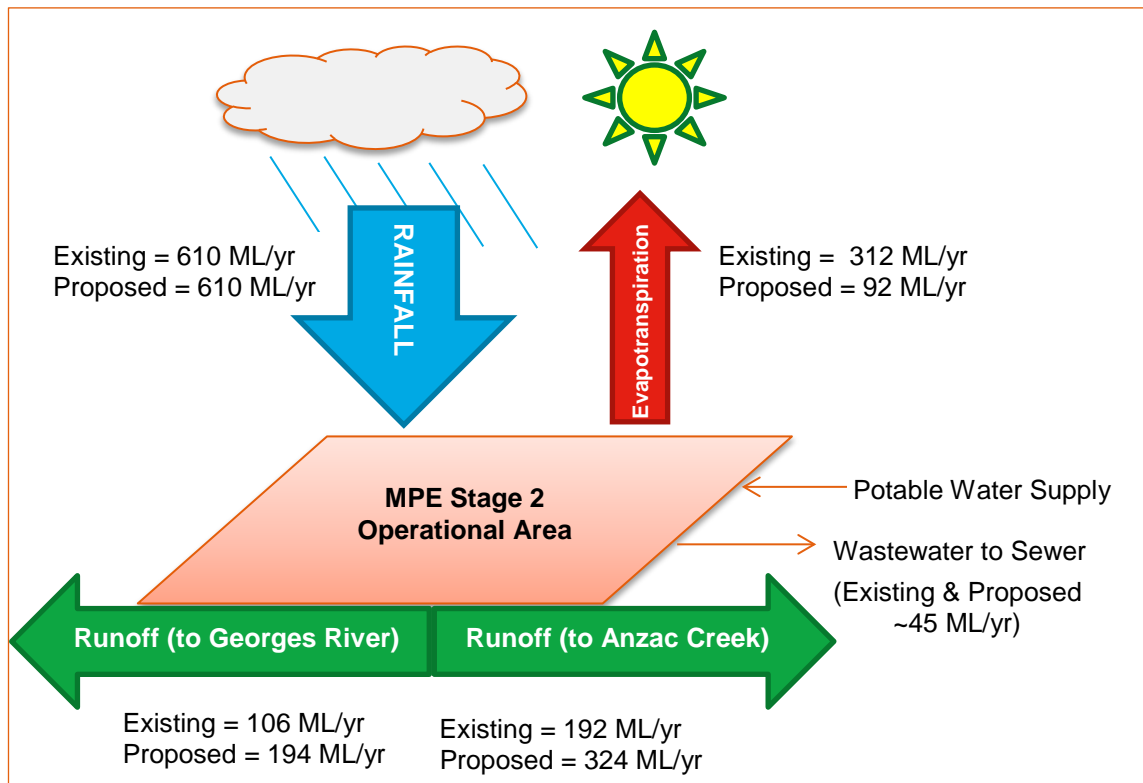 Existing = 610 ML/yr
Proposed = 610 ML/yr
RAINFALL
Evapotranspiration
Existing =  312 ML/yr
Proposed = 92 ML/yr
MPE Stage 2
Operational Area
Potable Water Supply
Wastewater to Sewer
(Existing & Proposed
~45 ML/yr)
Runoff (to Georges River)
Runoff (to Anzac Creek)
Existing = 106 ML/yr
Proposed = 194 ML/yr
Existing = 192 ML/yr
Proposed = 324 ML/yr